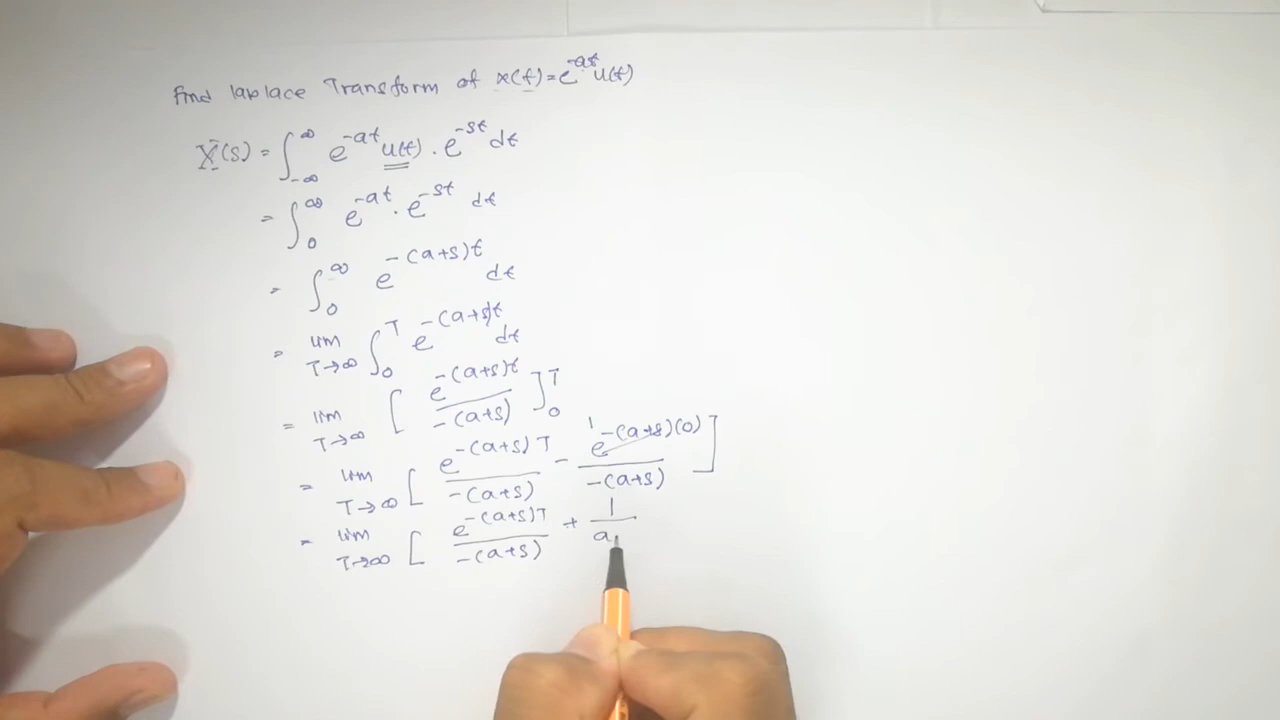 Find laplace Transform of x(t)=e^-at u(t)
X(s) = ∫_-∞^∞ e^-at u(t) . e^-st dt
= ∫_0^∞ e^-at . e^-st dt
= ∫_0^∞ e^-(a+s)t dt
= lim T→∞ ∫_0^T e^-(a+s)t dt
= lim T→∞ [ e^-(a+s)t / -(a+s) ]_0^T
= lim T→∞ [ e^-(a+s)T / -(a+s) - e^-(a+s)(0) 1 / -(a+s) ]
= lim T→∞ [ e^-(a+s)T / -(a+s) + 1 / a